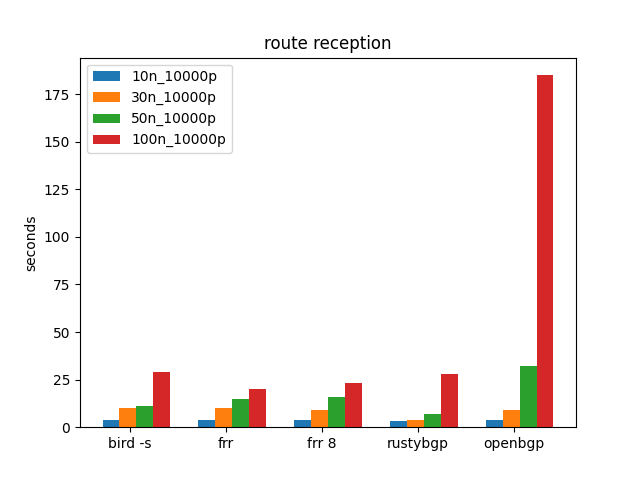 route reception
10n_10000p
30n_10000p
50n_10000p
100n_10000p
seconds
175
150
125
100
75
50
25
0
bird -s
frr
frr 8
rustybgp
openbgp